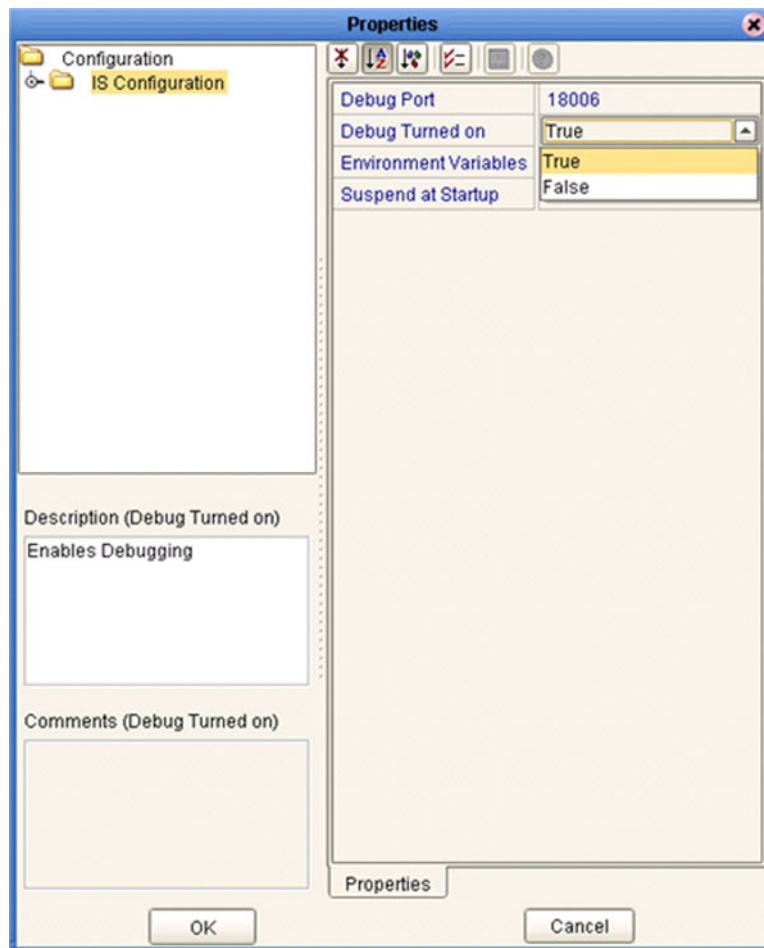 Properties
Configuration
IS Configuration
Debug Port 18006
Debug Turned on True
Environment Variables True
Suspend at Startup False
Description (Debug Turned on)
Enables Debugging
Comments (Debug Turned on)
Properties
OK Cancel